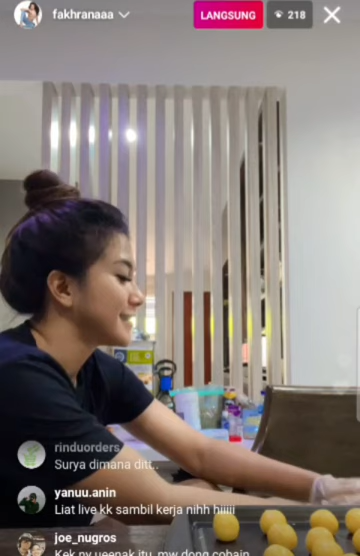 fakhranaaa
LANGSUNG
218
rinduorders
Surya dimana ditt..
yanuu.anin
Liat live kk sambil kerja nihh hiiiii
joe_nugros
Kek ny ueenak itu, mw dong cobain